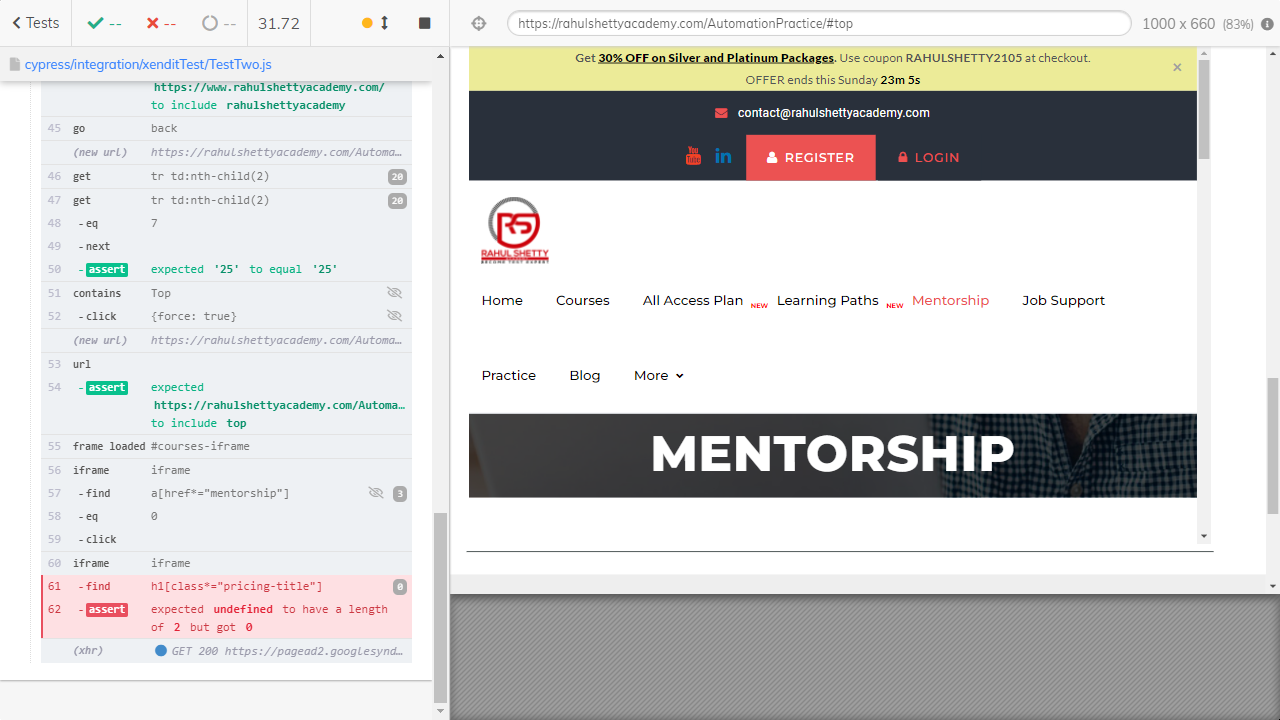 Tests
--
--
--
31.72
https://rahulshettyacademy.com/AutomationPractice/#top
1000 x 660 (83%)
cypress/integration/xenditTest/TestTwo.js
https://www.rahulshettyacademy.com/
to include rahulshettyacademy
45 go back
(new url) https://rahulshettyacademy.com/Automa…
46 get tr td:nth-child(2) 20
47 get tr td:nth-child(2) 20
48 -eq 7
49 -next
50 -assert expected '25' to equal '25'
51 contains Top
52 -click {force: true}
(new url) https://rahulshettyacademy.com/Automa…
53 url
54 -assert expected
https://rahulshettyacademy.com/Automa…
to include top
55 frame loaded #courses-iframe
56 iframe iframe
57 -find a[href*="mentorship"] 3
58 -eq 0
59 -click
60 iframe iframe
61 -find h1[class*="pricing-title"] 0
62 -assert expected undefined to have a length
of 2 but got 0
(xhr) GET 200 https://pagead2.googlesynd…
Get 30% OFF on Silver and Platinum Packages. Use coupon RAHULSHETTY2105 at checkout.
OFFER ends this Sunday 23m 5s
×
contact@rahulshettyacademy.com
You Tube in REGISTER LOGIN
RS
RAHUL SHETTY
Home Courses All Access Plan NEW Learning Paths NEW Mentorship Job Support
Practice Blog More
MENTORSHIP